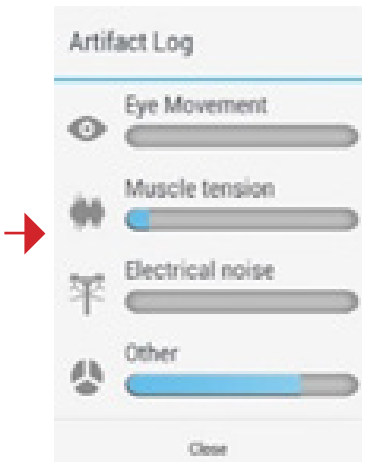 Artifact Log
Eye Movement
Muscle tension
Electrical noise
Other
Close